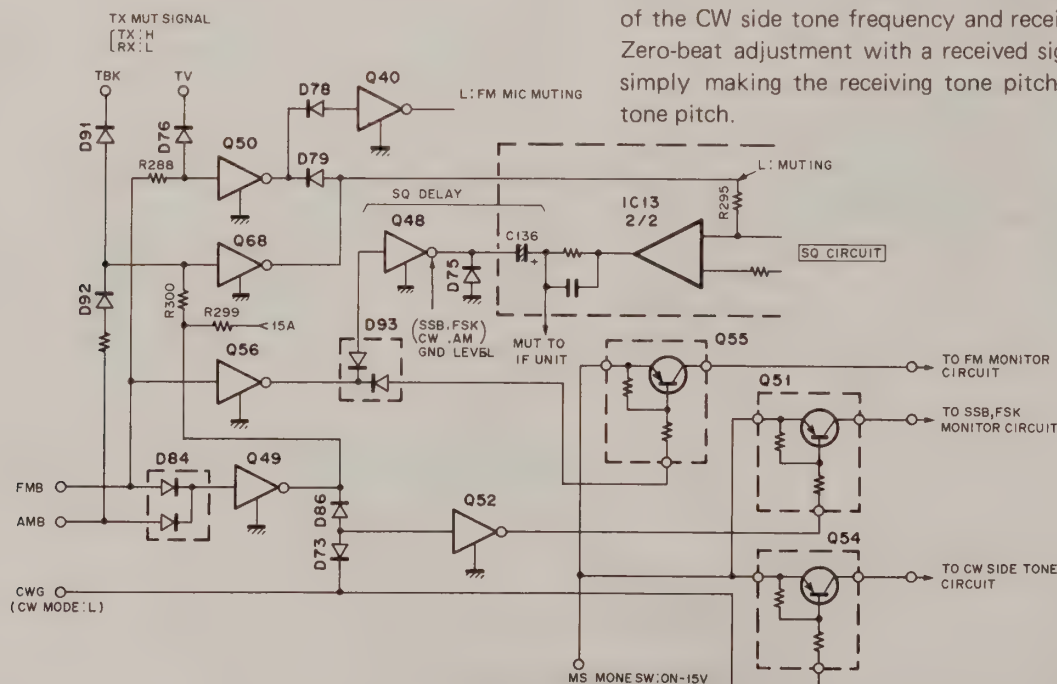 of the CW side tone frequency and recei
Zero-beat adjustment with a received sig
simply making the receiving tone pitch
tone pitch.
TX MUT SIGNAL
TX:H
RX:L
TBK
TV
D91
D76
R288
Q50
D78
Q40
L:FM MIC MUTING
D79
L:MUTING
R295
SQ DELAY
IC13
2/2
Q48
C136
+
SQ CIRCUIT
Q68
D75
D92
R300
R299
15A
D93
(SSB,FSK)
CW ,AM
GND LEVEL
MUT TO
IF UNIT
Q56
Q55
TO FM MONITOR
CIRCUIT
Q51
TO SSB,FSK
MONITOR CIRCUIT
D84
Q49
FMB
AMB
D86
D73
Q52
Q54
TO CW SIDE TONE
CIRCUIT
CWG
(CW MODE:L)
MS MONE SW:ON-15V